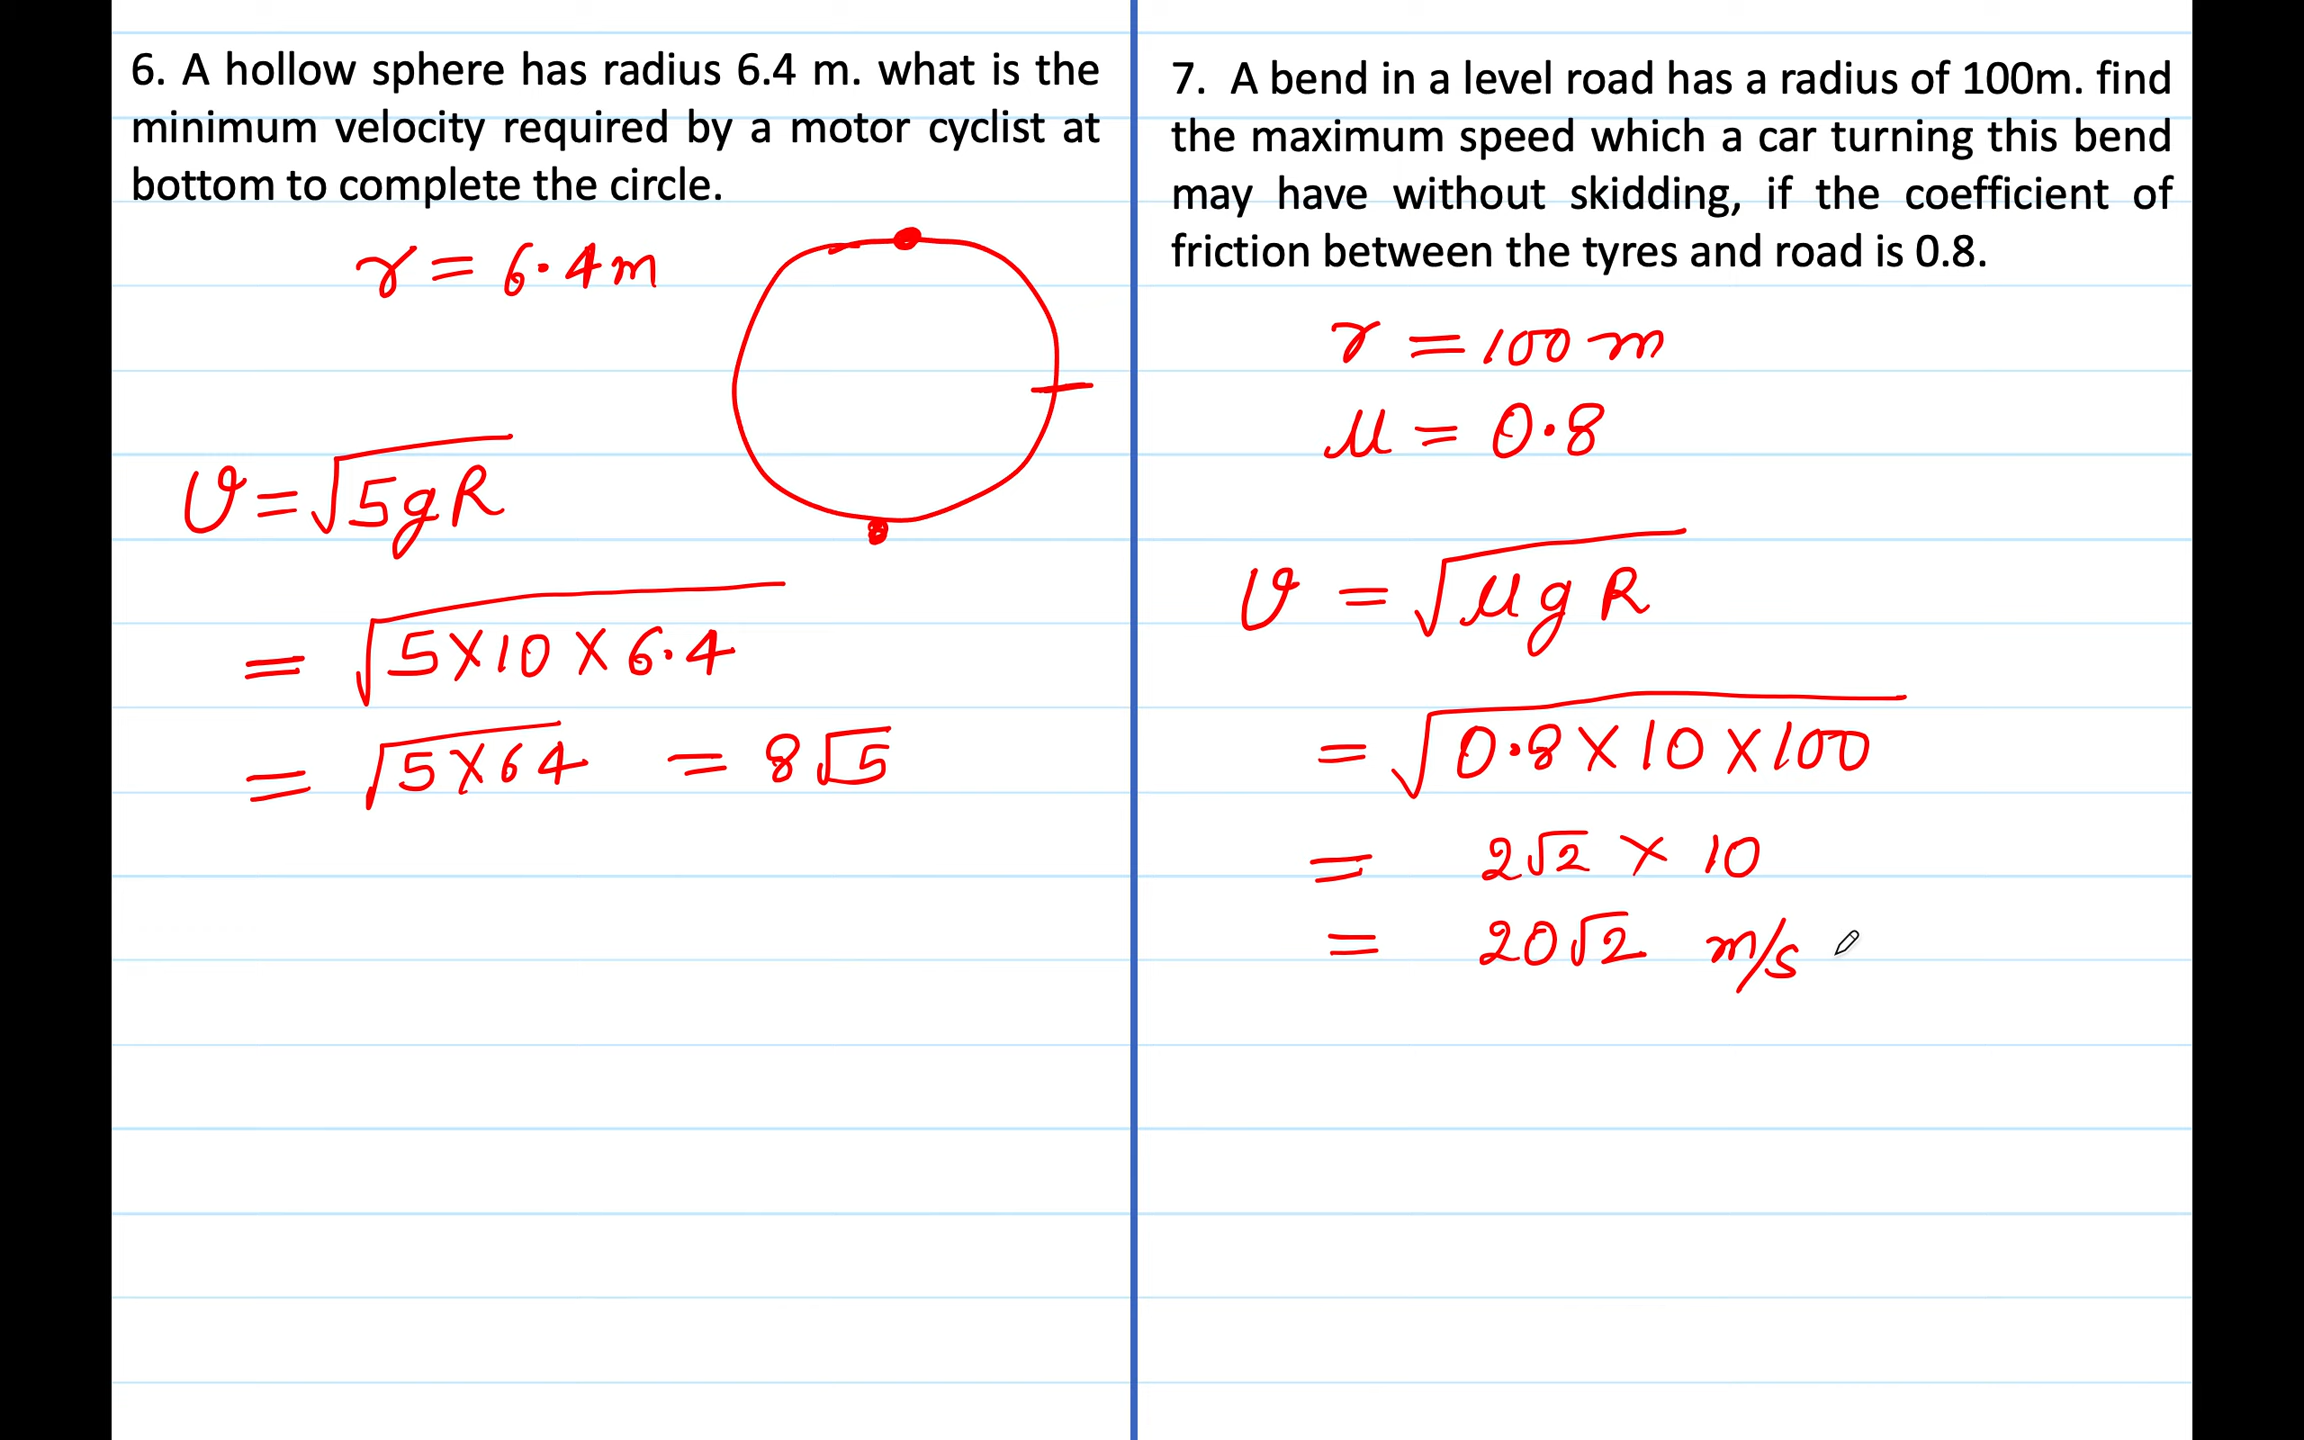 6. A hollow sphere has radius 6.4 m. what is the
minimum velocity required by a motor cyclist at
bottom to complete the circle.
r = 6.4 m
v = √5gR
= √5×10×6.4
= √5×64 = 8√5
7. A bend in a level road has a radius of 100m. find
the maximum speed which a car turning this bend
may have without skidding, if the coefficient of
friction between the tyres and road is 0.8.
r = 100 m
μ = 0.8
v = √μgR
= √0.8×10×100
= 2√2 × 10
= 20√2 m/s